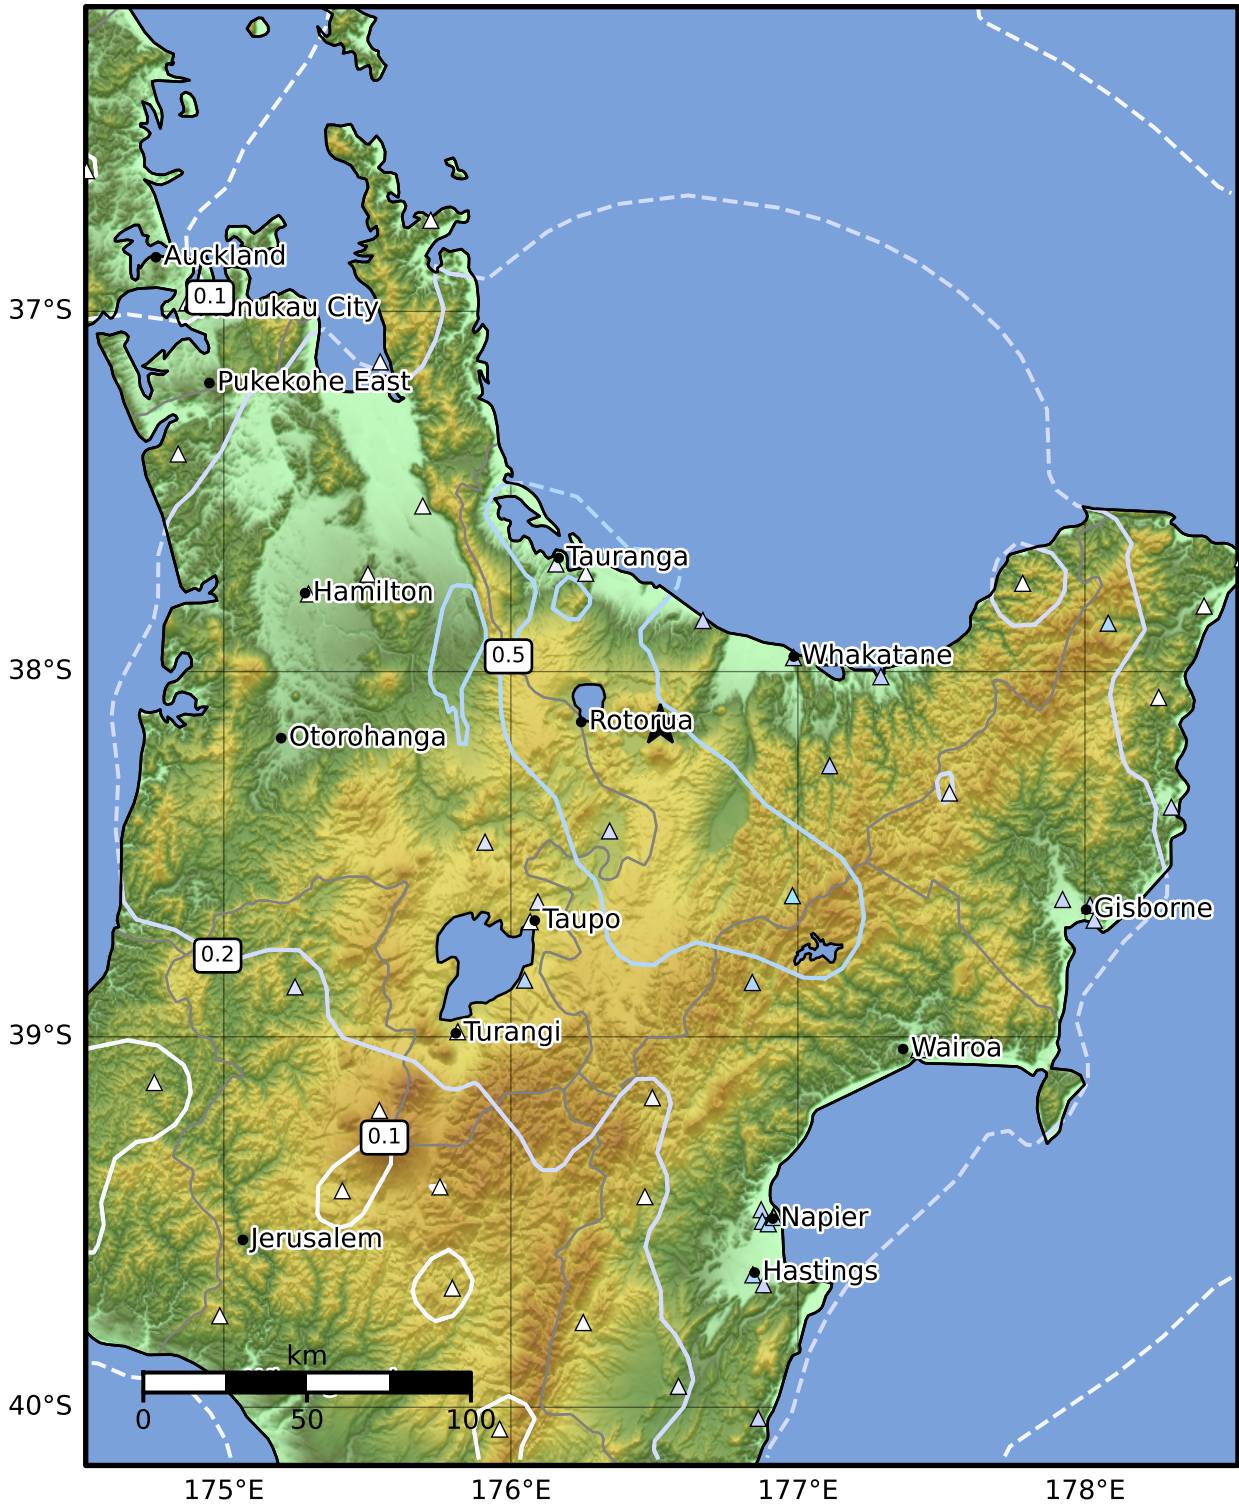 Auckland
0.1
nukau City
37°S
Pukekohe East
Tauranga
Hamilton
0.5
Whakatane
38°S
Rotorua
Otorohanga
Taupo
Gisborne
0.2
Turangi
39°S
Wairoa
0.1
Napier
Jerusalem
Hastings
km
40°S
0 50 100
175°E 176°E 177°E 178°E